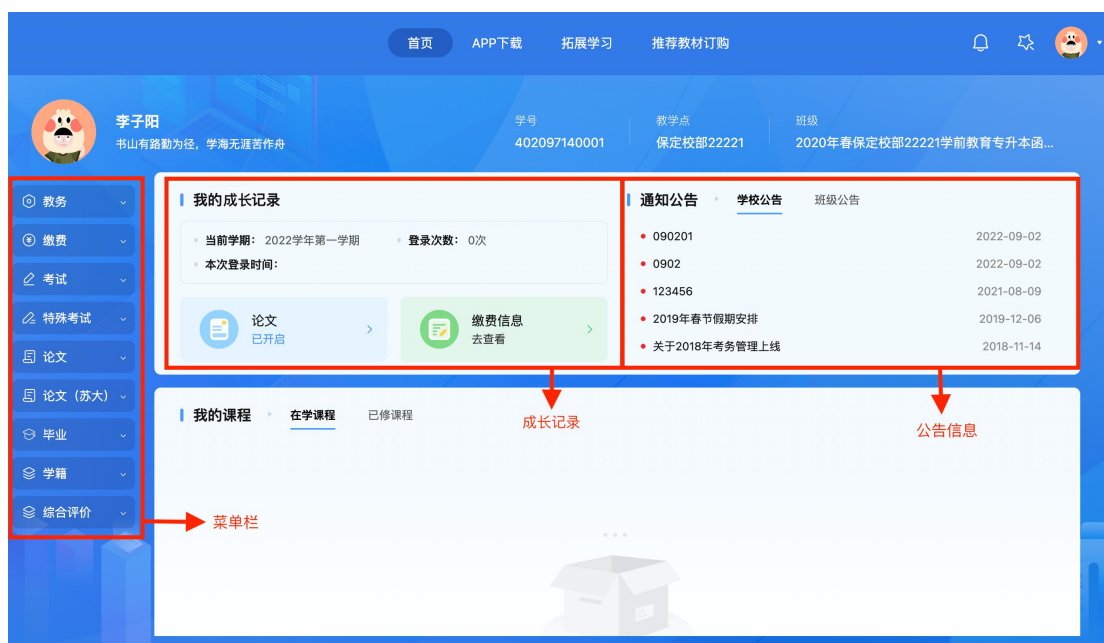 首页 APP下载 拓展学习 推荐教材订购
李子阳
书山有路勤为径，学海无涯苦作舟
学号 教学点 班级
402097140001 保定校部22221 2020年春保定校部22221学前教育专升本函...
教务
缴费
考试
特殊考试
论文
论文（苏大）
毕业
学籍
综合评价
菜单栏
我的成长记录
当前学期： 2022学年第一学期 登录次数： 0次
本次登录时间：
论文
已开启
缴费信息
去查看
成长记录
通知公告 学校公告 班级公告
090201 2022-09-02
0902 2022-09-02
123456 2021-08-09
2019年春节假期安排 2019-12-06
关于2018年考务管理上线 2018-11-14
公告信息
我的课程 在学课程 已修课程